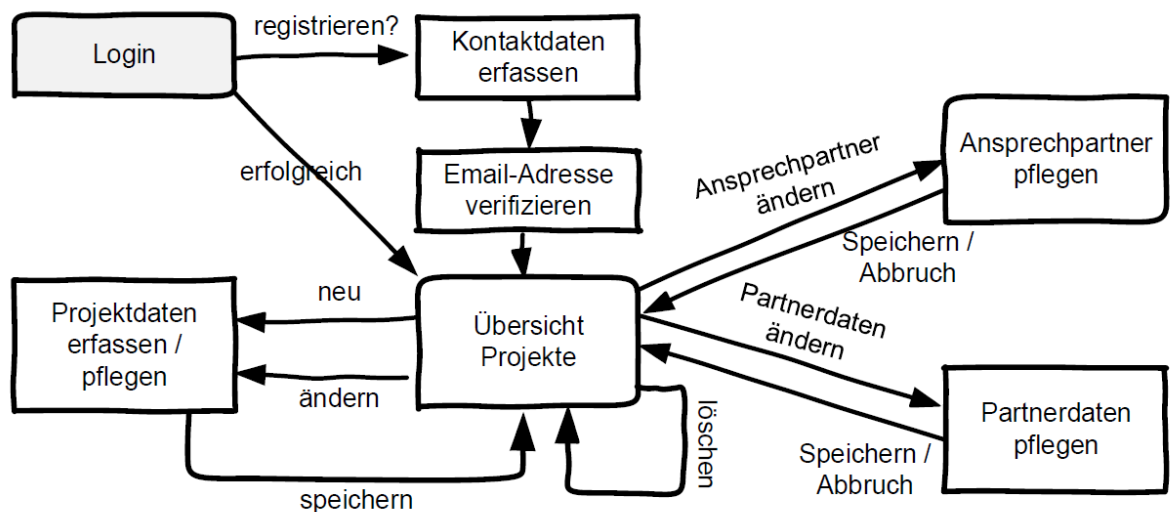 Login
registrieren?
Kontaktdaten
erfassen
erfolgreich
Email-Adresse
verifizieren
Ansprechpartner
ändern
Ansprechpartner
pflegen
Speichern /
Abbruch
Projektdaten
erfassen /
pflegen
neu
ändern
Übersicht
Projekte
Partnerdaten
ändern
Partnerdaten
pflegen
Speichern /
Abbruch
löschen
speichern